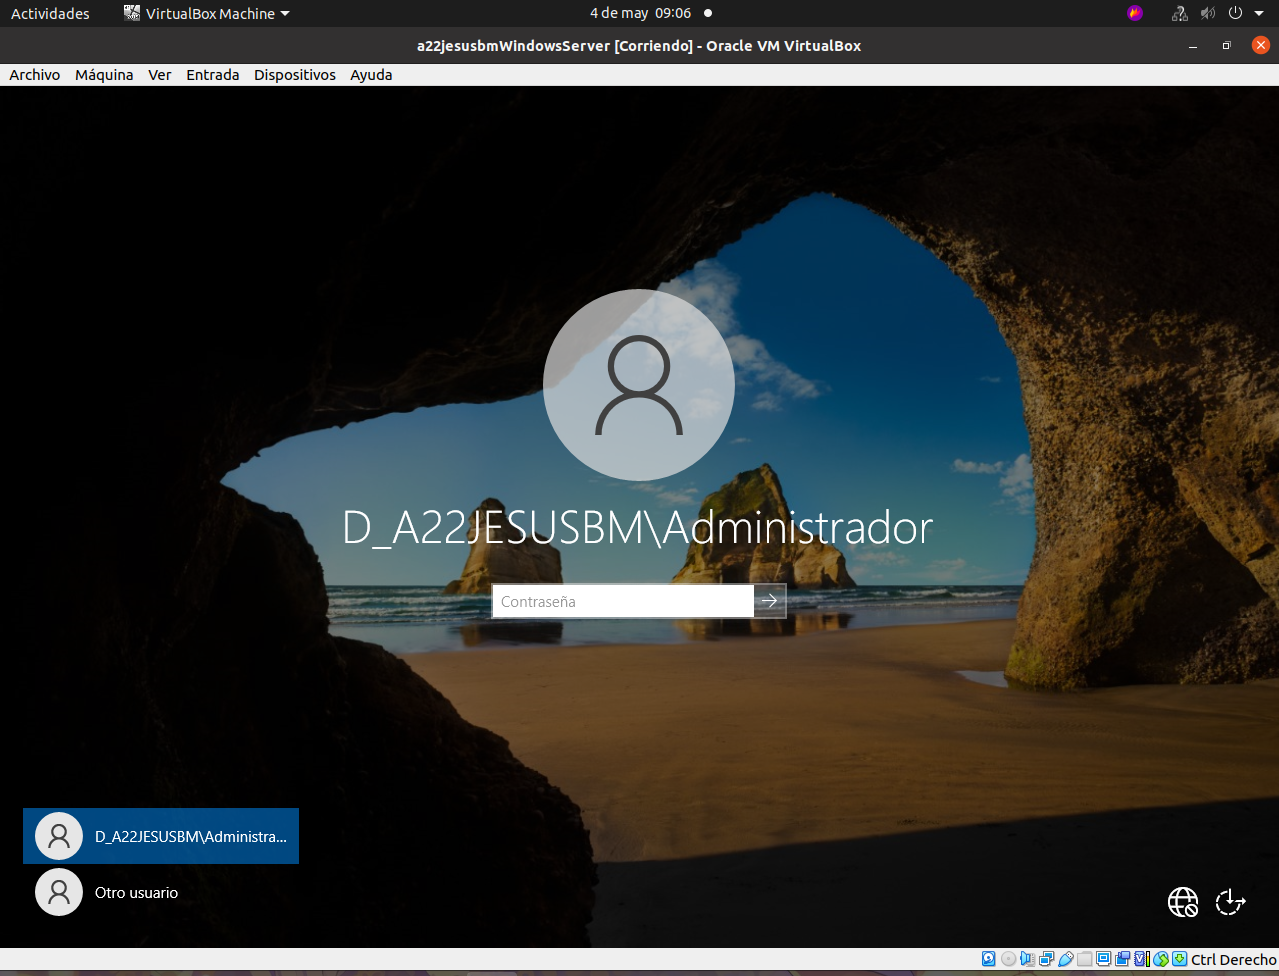 Actividades VirtualBox Machine 4 de may 09:06
a22jesusbmWindowsServer [Corriendo] - Oracle VM VirtualBox
Archivo Máquina Ver Entrada Dispositivos Ayuda
D_A22JESUSBM\Administrador
Contraseña
D_A22JESUSBM\Administra...
Otro usuario
Ctrl Derecho